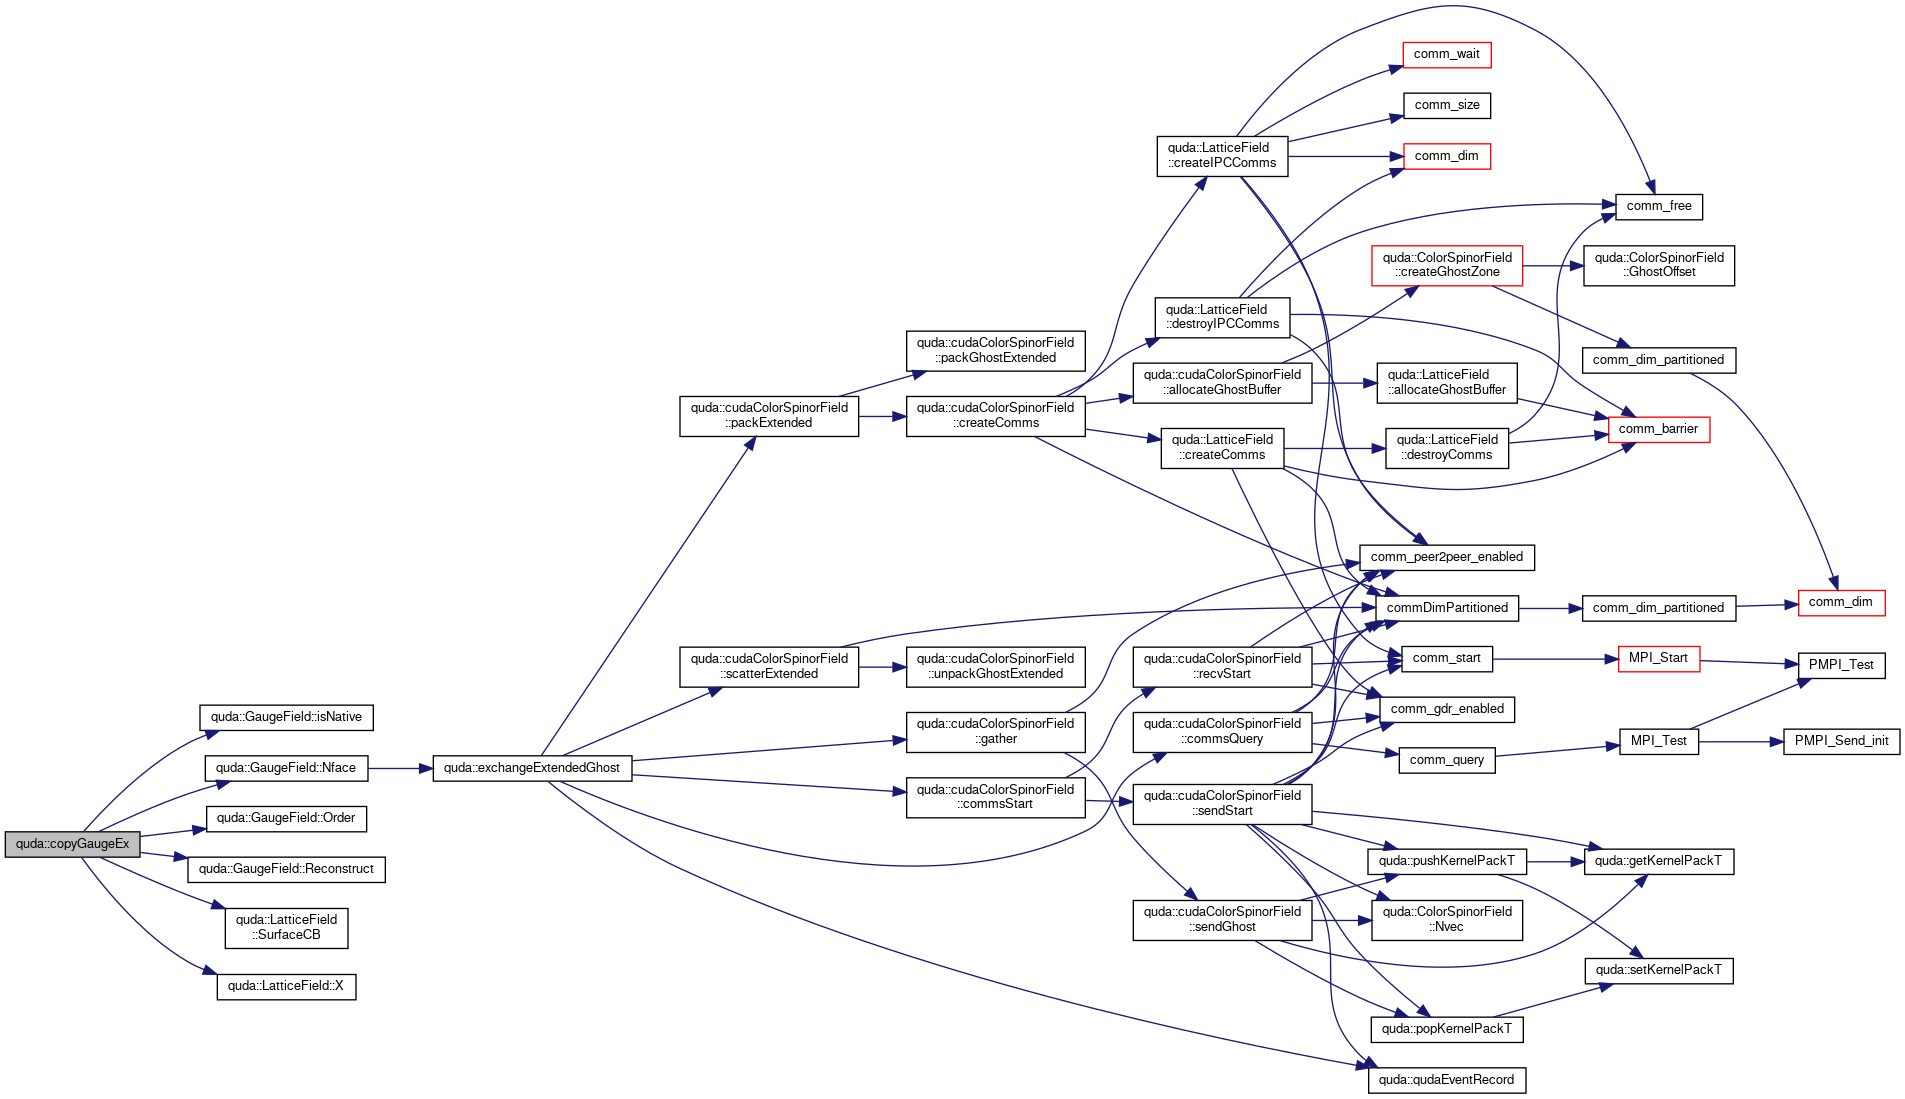 quda::copyGaugeEx
quda::GaugeField::isNative
quda::GaugeField::Nface
quda::GaugeField::Order
quda::GaugeField::Reconstruct
quda::LatticeField
::SurfaceCB
quda::LatticeField::X
quda::exchangeExtendedGhost
quda::cudaColorSpinorField
::packExtended
quda::cudaColorSpinorField
::scatterExtended
quda::cudaColorSpinorField
::packGhostExtended
quda::cudaColorSpinorField
::createComms
quda::cudaColorSpinorField
::unpackGhostExtended
quda::cudaColorSpinorField
::gather
quda::cudaColorSpinorField
::commsStart
quda::LatticeField
::createIPCComms
quda::LatticeField
::destroyIPCComms
quda::cudaColorSpinorField
::allocateGhostBuffer
quda::LatticeField
::createComms
quda::cudaColorSpinorField
::recvStart
quda::cudaColorSpinorField
::commsQuery
quda::cudaColorSpinorField
::sendStart
quda::cudaColorSpinorField
::sendGhost
comm_wait
comm_size
comm_dim
quda::ColorSpinorField
::createGhostZone
quda::LatticeField
::allocateGhostBuffer
quda::LatticeField
::destroyComms
comm_peer2peer_enabled
commDimPartitioned
comm_start
comm_gdr_enabled
comm_query
quda::pushKernelPackT
quda::ColorSpinorField
::Nvec
quda::popKernelPackT
quda::qudaEventRecord
comm_free
quda::ColorSpinorField
::GhostOffset
comm_dim_partitioned
comm_barrier
comm_dim_partitioned
MPI_Start
MPI_Test
quda::getKernelPackT
quda::setKernelPackT
comm_dim
PMPI_Test
PMPI_Send_init